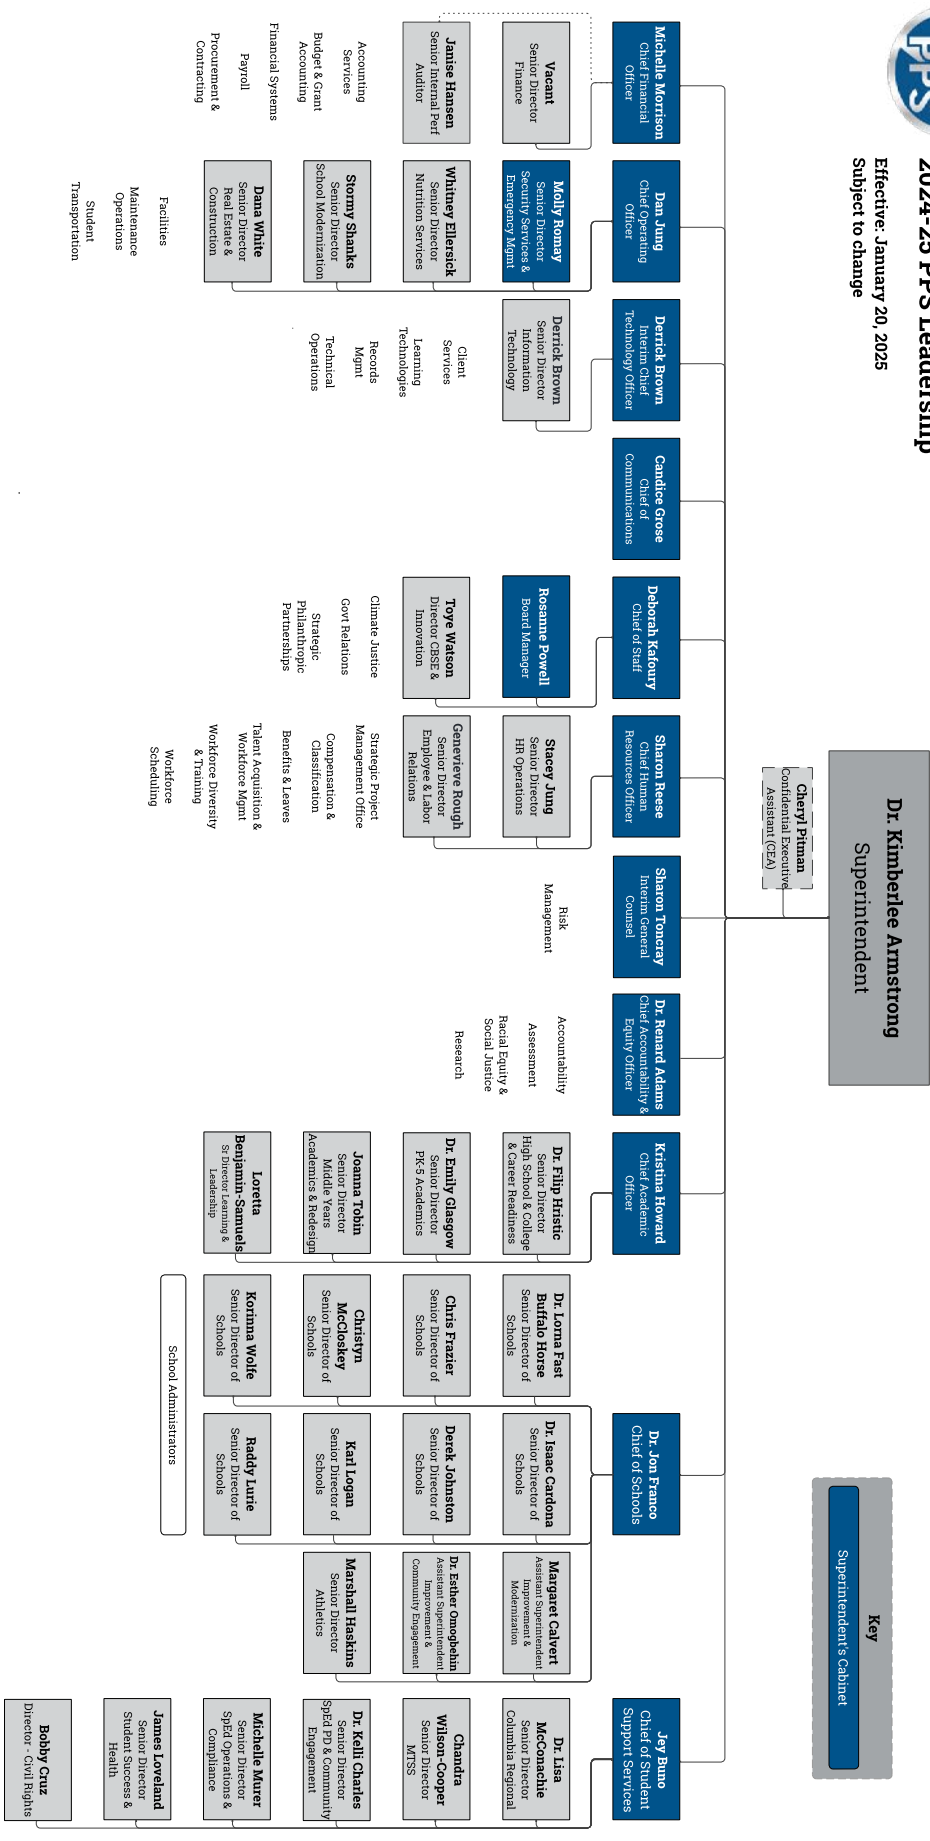 PPS
2024-25 PPS Leadership
Effective: January 20, 2025
Subject to change
Dr. Kimberlee Armstrong
Superintendent
Key
Superintendent's Cabinet
Cheryl Pitman
Confidential Executive
Assistant (CEA)
Michelle Morrison
Chief Financial
Officer
Vacant
Senior Director
Finance
Janise Hansen
Senior Internal Perf
Auditor
Accounting
Services
Budget & Grant
Accounting
Financial Systems
Payroll
Procurement &
Contracting
Dan Jung
Chief Operating
Officer
Molly Romay
Senior Director
Security Services &
Emergency Mgmt
Whitney Ellersick
Senior Director
Nutrition Services
Stormy Shanks
Senior Director
School Modernization
Dana White
Senior Director
Real Estate &
Construction
Facilities
Maintenance
Operations
Student
Transportation
Derrick Brown
Interim Chief
Technology Officer
Derrick Brown
Senior Director
Information
Technology
Client
Services
Learning
Technologies
Records
Mgmt
Technical
Operations
Candice Grose
Chief of
Communications
Deborah Kafoury
Chief of Staff
Rosanne Powell
Board Manager
Toye Watson
Director CBSE &
Innovation
Climate Justice
Govt Relations
Strategic
Philanthropic
Partnerships
Sharon Reese
Chief Human
Resources Officer
Stacey Jung
Senior Director
HR Operations
Genevieve Rough
Senior Director
Employee & Labor
Relations
Strategic Project
Management Office
Compensation &
Classification
Benefits & Leaves
Talent Acquisition &
Workforce Mgmt
Workforce Diversity
& Training
Workforce
Scheduling
Sharon Toncray
Interim General
Counsel
Risk
Management
Dr. Renard Adams
Chief Accountability &
Equity Officer
Accountability
Assessment
Racial Equity &
Social Justice
Research
Kristina Howard
Chief Academic
Officer
Dr. Filip Hristic
Senior Director
High School & College
& Career Readiness
Dr. Emily Glasgow
Senior Director
PK-5 Academics
Joanna Tobin
Senior Director
Middle Years
Academics & Redesign
Loretta
Benjamin-Samuels
Sr Director Learning &
Leadership
Dr. Jon Franco
Chief of Schools
Dr. Lorna Fast
Buffalo Horse
Senior Director of
Schools
Chris Frazier
Senior Director of
Schools
Christyn
McCloskey
Senior Director of
Schools
Korinna Wolfe
Senior Director of
Schools
Dr. Isaac Cardona
Senior Director of
Schools
Derek Johnston
Senior Director of
Schools
Karl Logan
Senior Director of
Schools
Raddy Lurie
Senior Director of
Schools
School Administrators
Margaret Calvert
Assistant Superintendent
Improvement &
Modernization
Dr. Esther Omogbehin
Assistant Superintendent
Improvement &
Community Engagement
Marshall Haskins
Senior Director
Athletics
Jey Buno
Chief of Student
Support Services
Dr. Lisa
McConachie
Senior Director
Columbia Regional
Chandra
Wilson-Cooper
Senior Director
MTSS
Dr. Kelli Charles
Senior Director
SpEd PD & Community
Engagement
Michelle Murer
Senior Director
SpEd Operations &
Compliance
James Loveland
Senior Director
Student Success &
Health
Bobby Cruz
Director - Civil Rights